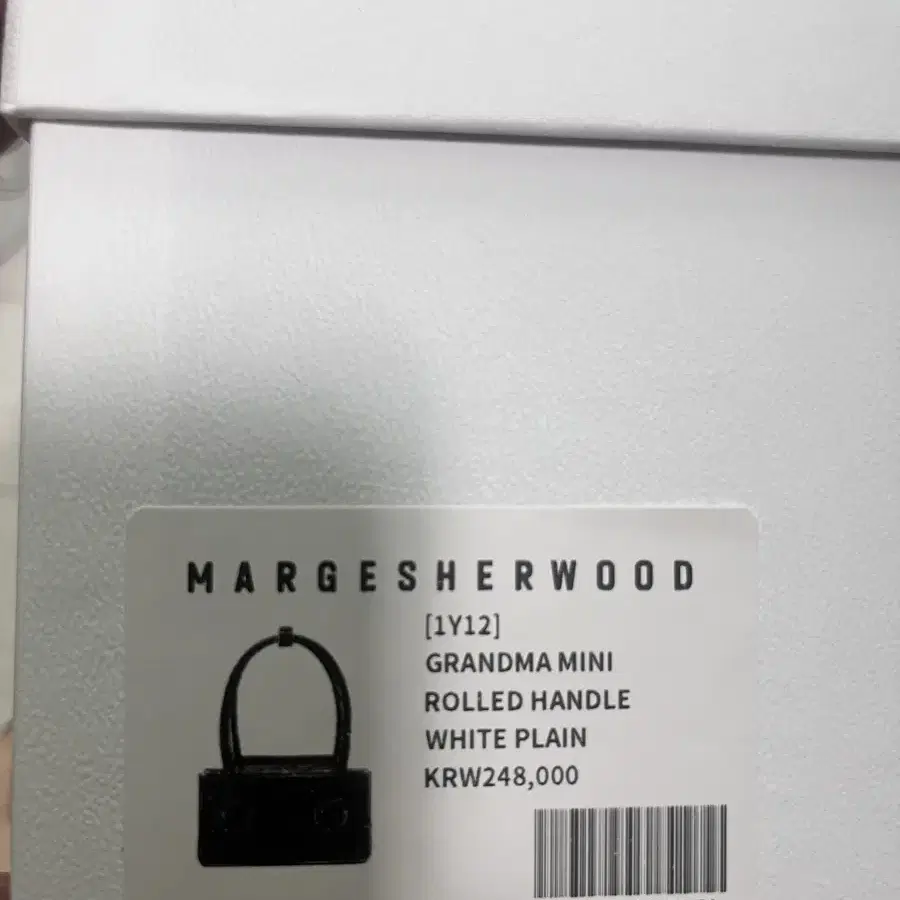 MARGESHERWOOD
[1Y12]
GRANDMA MINI
ROLLED HANDLE
WHITE PLAIN
KRW248,000